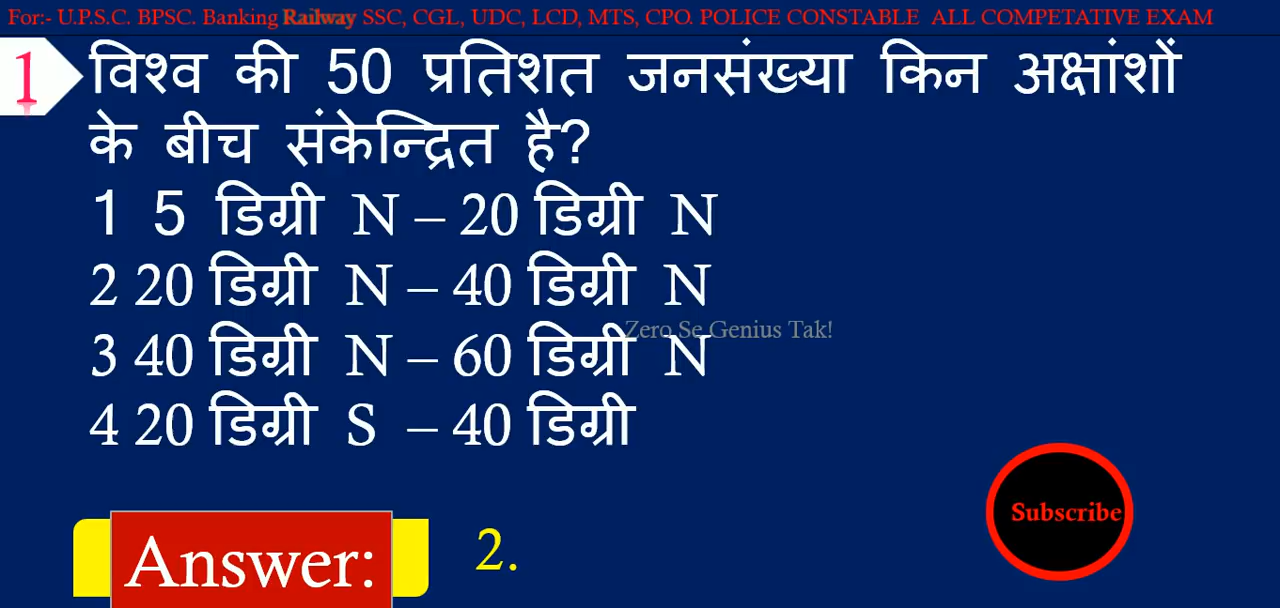 For:- U.P.S.C. BPSC. Banking Railway SSC, CGL, UDC, LCD, MTS, CPO. POLICE CONSTABLE ALL COMPETATIVE EXAM
1 विश्व की 50 प्रतिशत जनसंख्या किन अक्षांशों
के बीच संकेन्द्रित है?
1 5 डिग्री N – 20 डिग्री N
2 20 डिग्री N – 40 डिग्री N
Zero Se Genius Tak!
3 40 डिग्री N – 60 डिग्री N
4 20 डिग्री S – 40 डिग्री
Subscribe
Answer: 2.